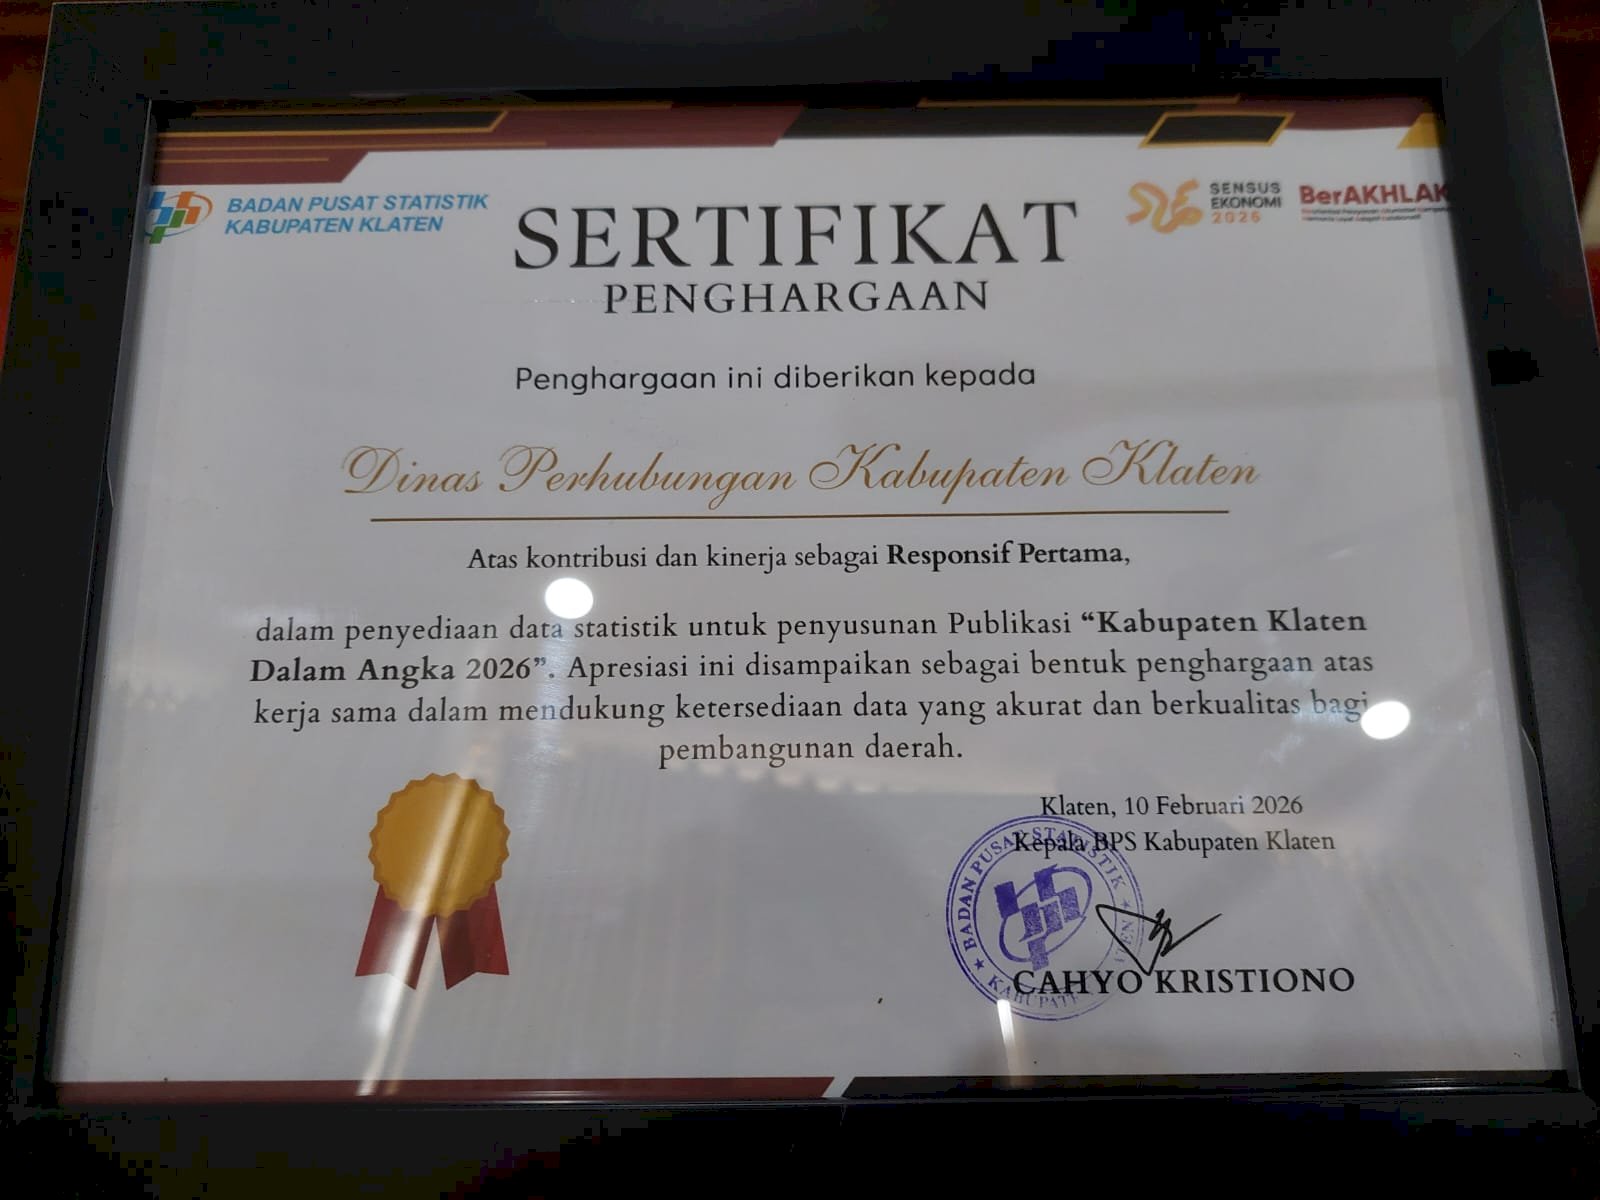 BADAN PUSAT STATISTIK
KABUPATEN KLATEN
SENSUS
EKONOMI
2026
BerAKHLAK
SERTIFIKAT
PENGHARGAAN
Penghargaan ini diberikan kepada
Dinas Perhubungan Kabupaten Klaten
Atas kontribusi dan kinerja sebagai Responsif Pertama,
dalam penyediaan data statistik untuk penyusunan Publikasi “Kabupaten Klaten
Dalam Angka 2026”. Apresiasi ini disampaikan sebagai bentuk penghargaan atas
kerja sama dalam mendukung ketersediaan data yang akurat dan berkualitas bagi
pembangunan daerah.
Klaten, 10 Februari 2026
Kepala BPS Kabupaten Klaten
BADAN PUSAT STATISTIK
CAHYO KRISTIONO